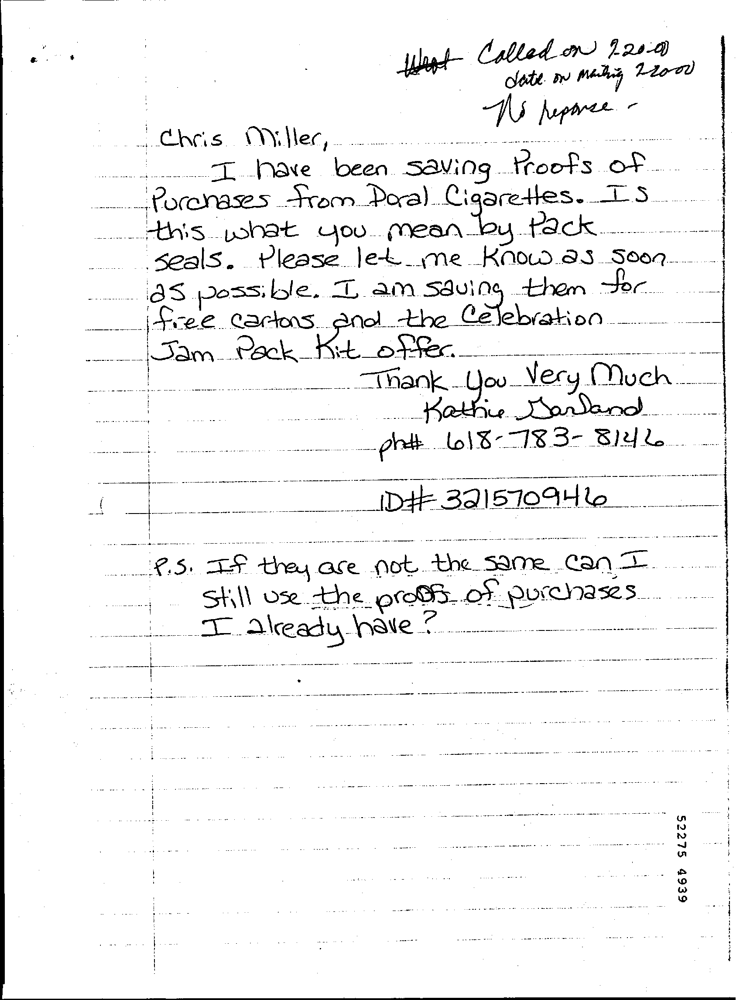 Called on 2-20-00
date on mailing 2-20-00
No reponse -
Chris Miller,
I have been saving Proofs of
Purchases from Doral Cigarettes. Is
this what you mean by Pack
seals. Please let me know as soon
as possible. I am saving them for
free cartons and the Celebration
Jam Pack Kit offer.
Thank You Very Much
Kathie Garland
ph# 618-783-8146
ID# 321570946
P.S. If they are not the same can I
still use the proofs of purchases
I already have?
52275 4939